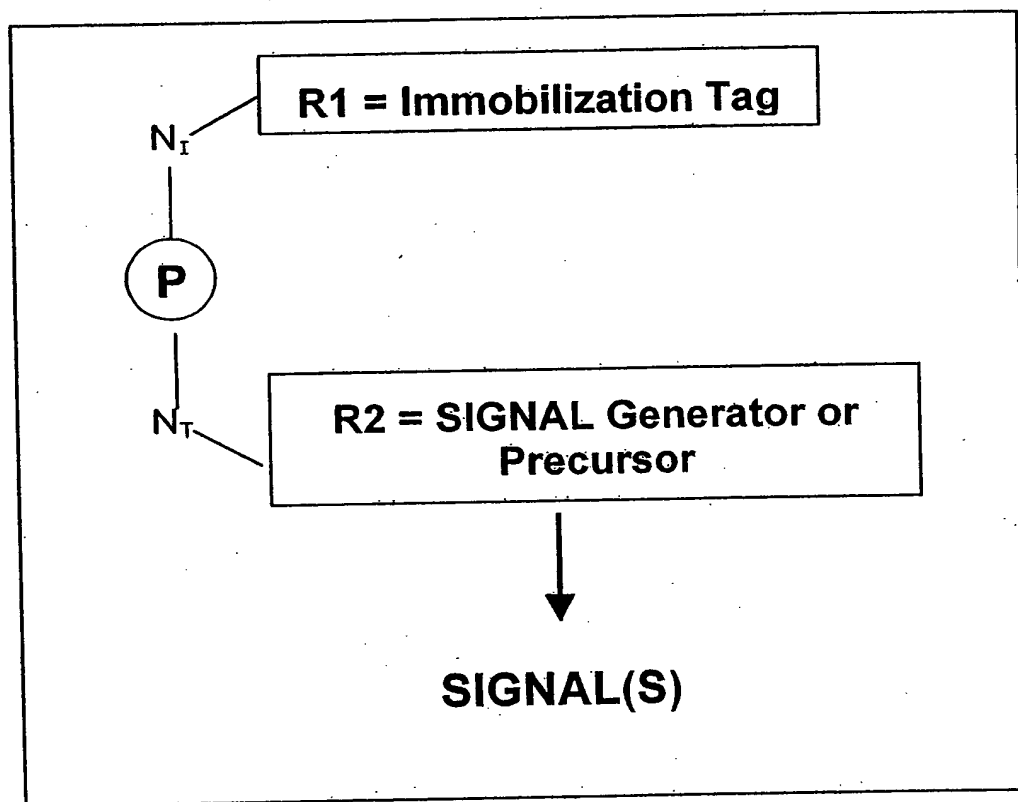 R1 = Immobilization Tag
N_I
P
N_T
R2 = SIGNAL Generator or
Precursor
SIGNAL(S)